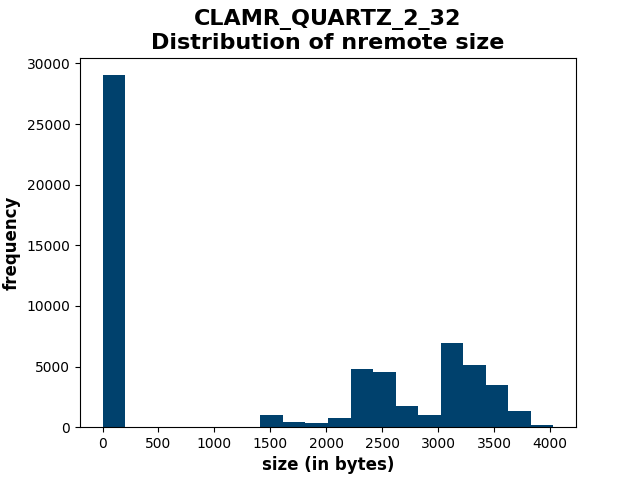 CLAMR_QUARTZ_2_32
Distribution of nremote size
30000
25000
20000
15000
10000
5000
0
frequency
0 500 1000 1500 2000 2500 3000 3500 4000
size (in bytes)